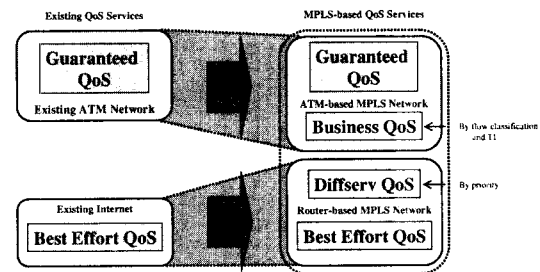 Existing QoS Services
MPLS-based QoS Services
Guaranteed
QoS
Existing ATM Network
Guaranteed
QoS
ATM-based MPLS Network
Business QoS
By flow classification
and
Diffserv QoS
By priority
Router-based MPLS Network
Best Effort QoS
Existing Internet
Best Effort QoS